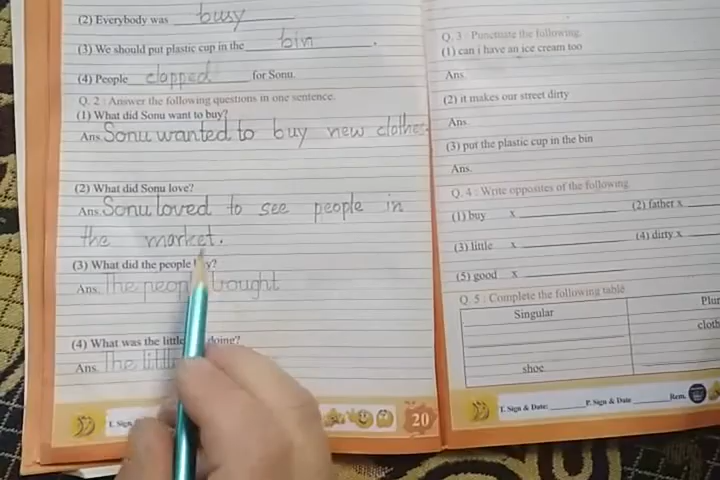 (2) Everybody was busy
(3) We should put plastic cup in the bin .
(4) People clapped for Sonu.
Q. 2 : Answer the following questions in one sentence.
(1) What did Sonu want to buy?
Ans. Sonu wanted to buy new clothes
(2) What did Sonu love?
Ans. Sonu loved to see people in
the market.
(3) What did the people
Ans. The bought
(4) What was the little doing?
Ans. The
T. Sign
20
Q. 3 : Punctuate the following.
(1) can i have an ice cream too
Ans.
(2) it makes our street dirty
Ans.
(3) put the plastic cup in the bin
Ans.
Q. 4 : Write opposites of the following
(1) buy x (2) father x
(3) little x (4) dirty x
(5) good x
Q. 5 : Complete the following table
Singular
shoe
T. Sign & Date: P. Sign & Date Rem.